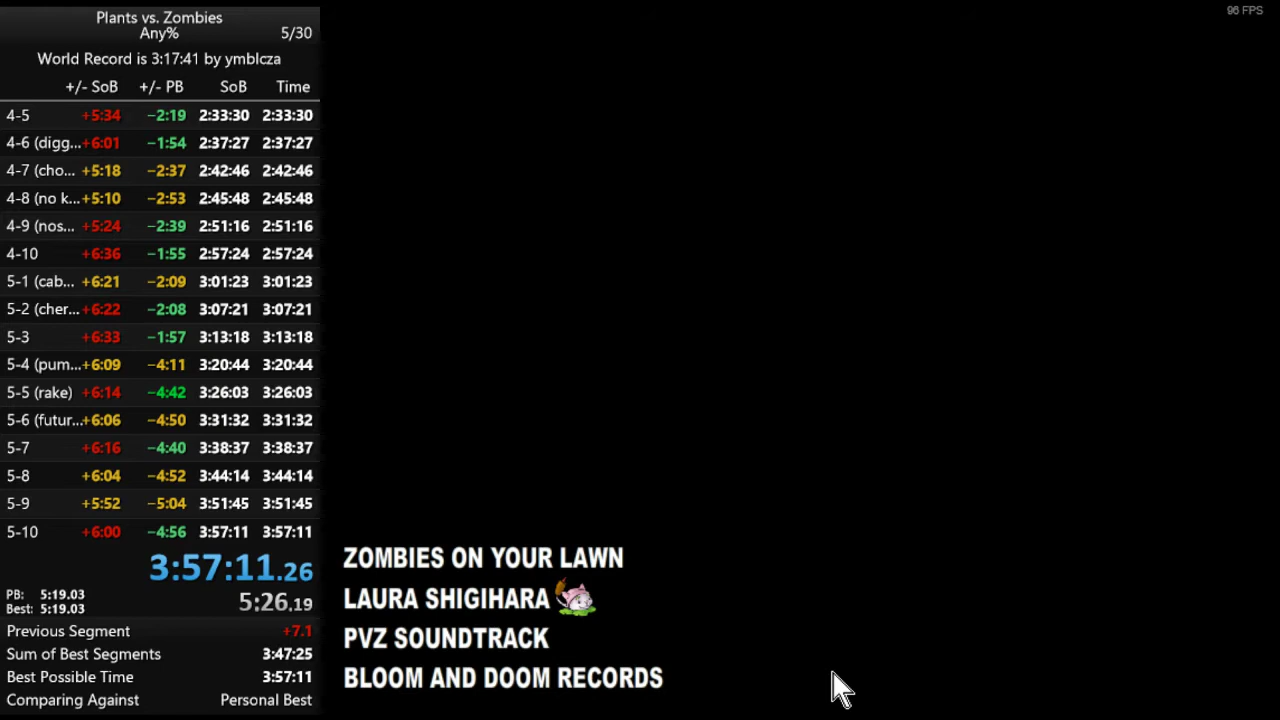 Plants vs. Zombies
Any% 5/30
World Record is 3:17:41 by ymblcza
+/- SoB +/- PB SoB Time
4-5 +5:34 −2:19 2:33:30 2:33:30
4-6 (digg... +6:01 −1:54 2:37:27 2:37:27
4-7 (cho... +5:18 −2:37 2:42:46 2:42:46
4-8 (no k... +5:10 −2:53 2:45:48 2:45:48
4-9 (nos... +5:24 −2:39 2:51:16 2:51:16
4-10 +6:36 −1:55 2:57:24 2:57:24
5-1 (cab... +6:21 −2:09 3:01:23 3:01:23
5-2 (cher... +6:22 −2:08 3:07:21 3:07:21
5-3 +6:33 −1:57 3:13:18 3:13:18
5-4 (pum... +6:09 −4:11 3:20:44 3:20:44
5-5 (rake) +6:14 −4:42 3:26:03 3:26:03
5-6 (futur... +6:06 −4:50 3:31:32 3:31:32
5-7 +6:16 −4:40 3:38:37 3:38:37
5-8 +6:04 −4:52 3:44:14 3:44:14
5-9 +5:52 −5:04 3:51:45 3:51:45
5-10 +6:00 −4:56 3:57:11 3:57:11
3:57:11.26
PB: 5:19.03
Best: 5:19.03
5:26.19
Previous Segment +7.1
Sum of Best Segments 3:47:25
Best Possible Time 3:57:11
Comparing Against Personal Best
96 FPS
ZOMBIES ON YOUR LAWN
LAURA SHIGIHARA
PVZ SOUNDTRACK
BLOOM AND DOOM RECORDS